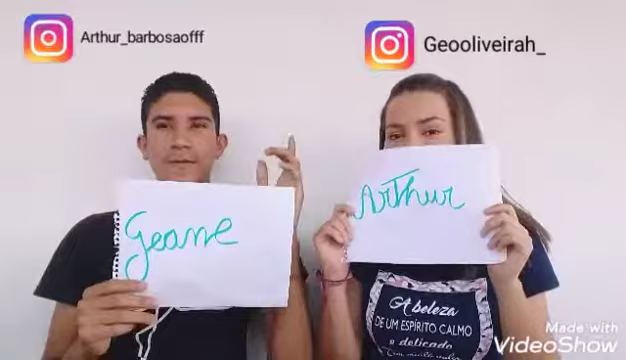 Arthur_barbosaofff
Geooliveirah_
Geane
Arthur
A beleza
DE UM ESPÍRITO CALMO
e delicado
Made with
VideoShow